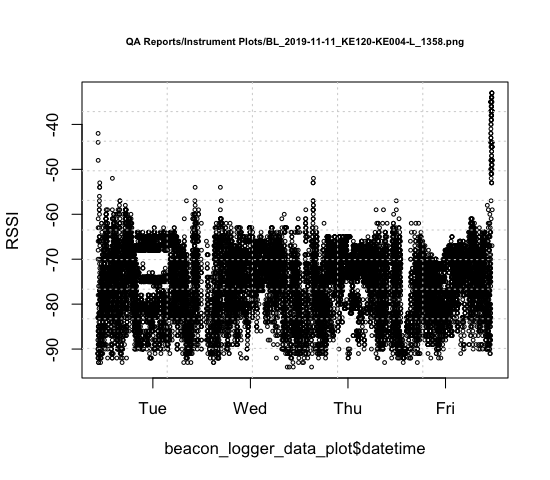 QA Reports/Instrument Plots/BL_2019-11-11_KE120-KE004-L_1358.png
RSSI
-40
-50
-60
-70
-80
-90
Tue Wed Thu Fri
beacon_logger_data_plot$datetime